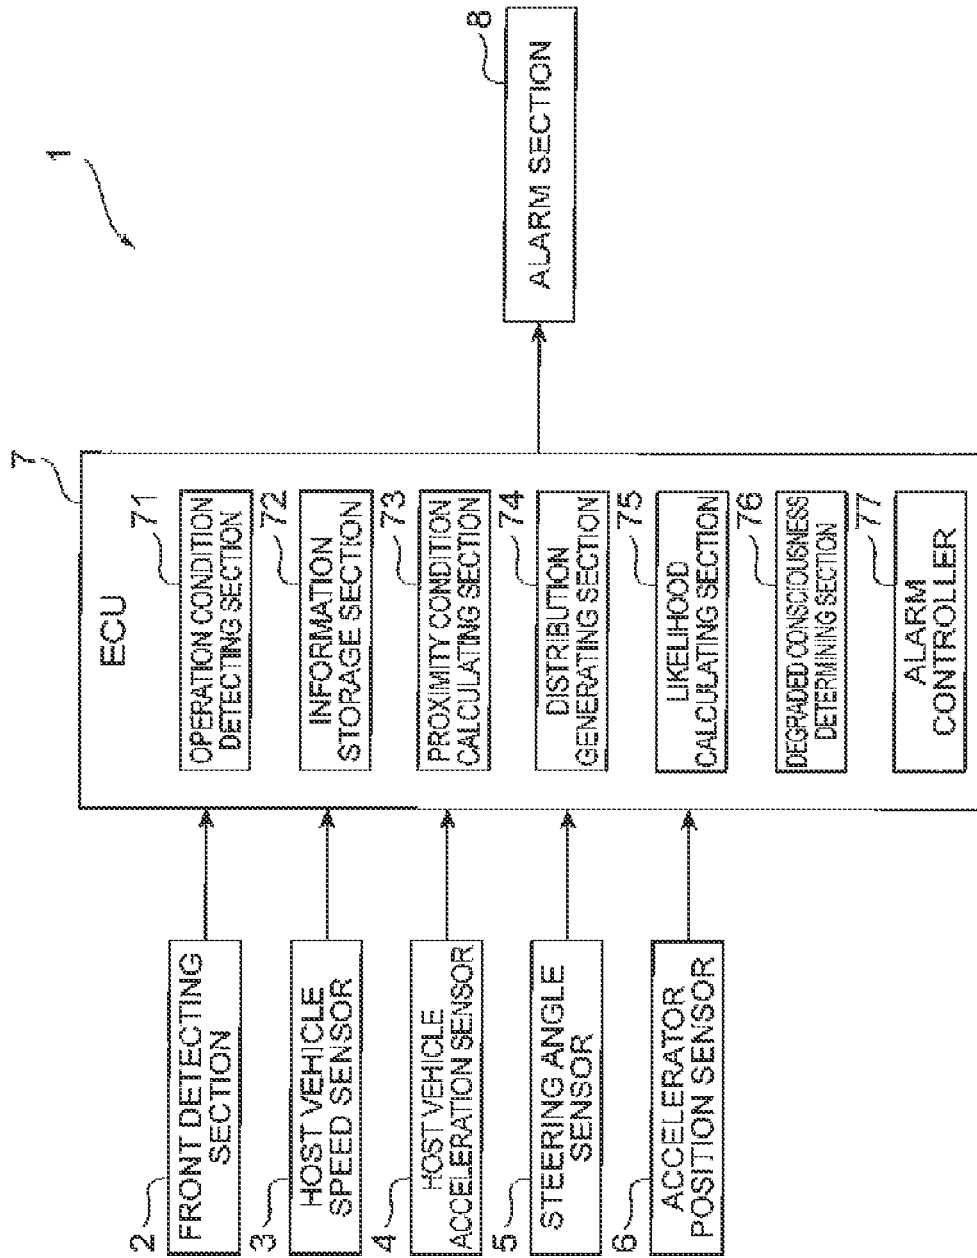 1
2
FRONT DETECTING
SECTION
3
HOST VEHICLE
SPEED SENSOR
4
HOST VEHICLE
ACCELERATION SENSOR
5
STEERING ANGLE
SENSOR
6
ACCELERATOR
POSITION SENSOR
7
ECU
71
OPERATION CONDITION
DETECTING SECTION
72
INFORMATION
STORAGE SECTION
73
PROXIMITY CONDITION
CALCULATING SECTION
74
DISTRIBUTION
GENERATING SECTION
75
LIKELIHOOD
CALCULATING SECTION
76
DEGRADED CONSCIOUSNESS
DETERMINING SECTION
77
ALARM
CONTROLLER
8
ALARM SECTION